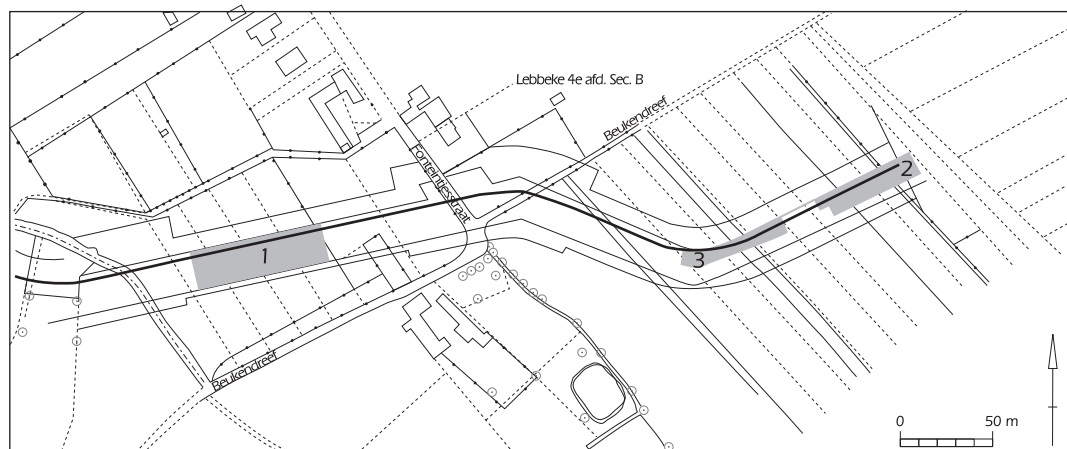 Lebbeke 4e afd. Sec. B
Beukendreef
Fonteintjesstraat
2
1
3
Beukendreef
0 50 m